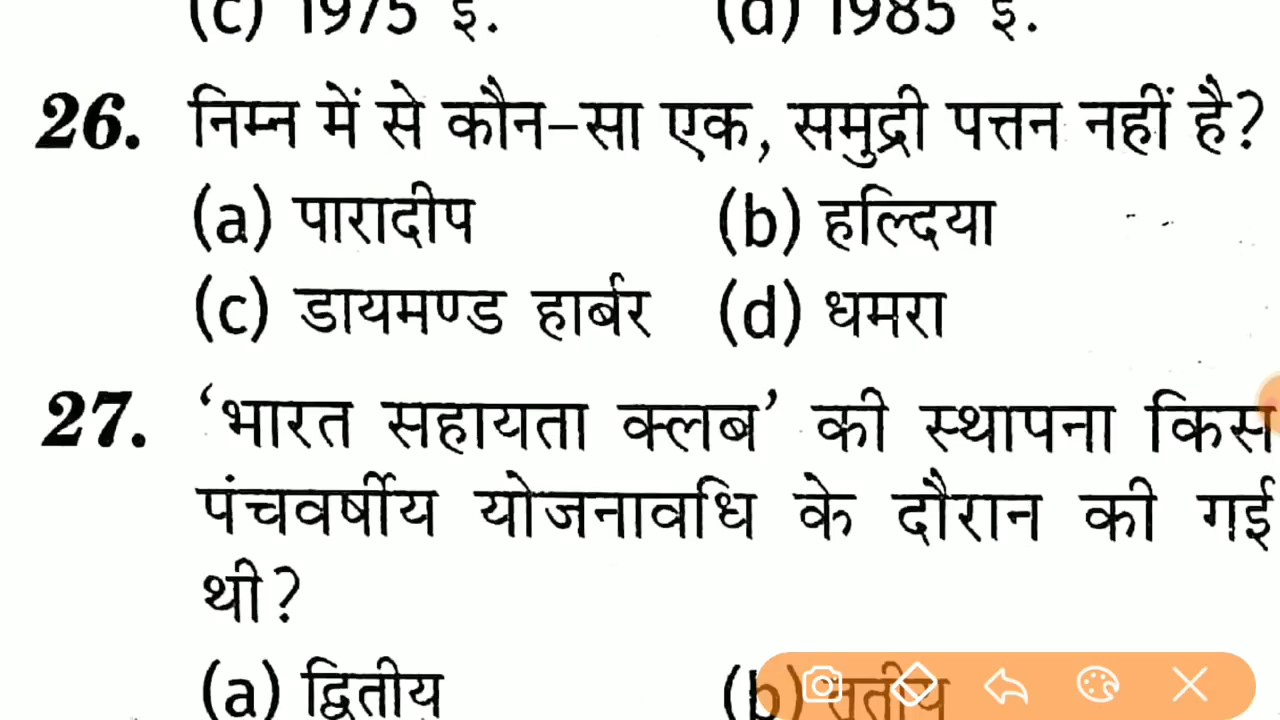 (c) 1975 ई. (d) 1985 ई.
26. निम्न में से कौन-सा एक, समुद्री पत्तन नहीं है?
(a) पारादीप (b) हल्दिया
(c) डायमण्ड हार्बर (d) धमरा
27. ‘भारत सहायता क्लब’ की स्थापना किस
पंचवर्षीय योजनावधि के दौरान की गई
थी?
(a) द्वितीय (b) तृतीय